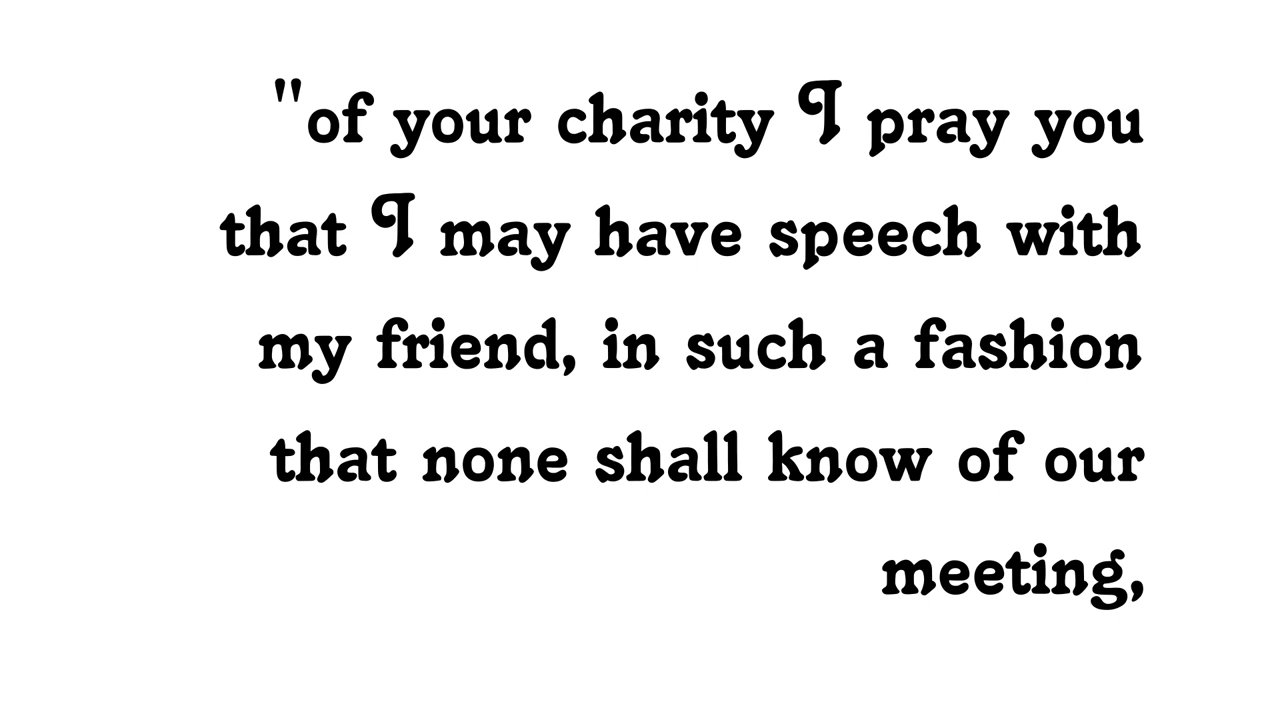 "of your charity I pray you
that I may have speech with
my friend, in such a fashion
that none shall know of our
meeting,